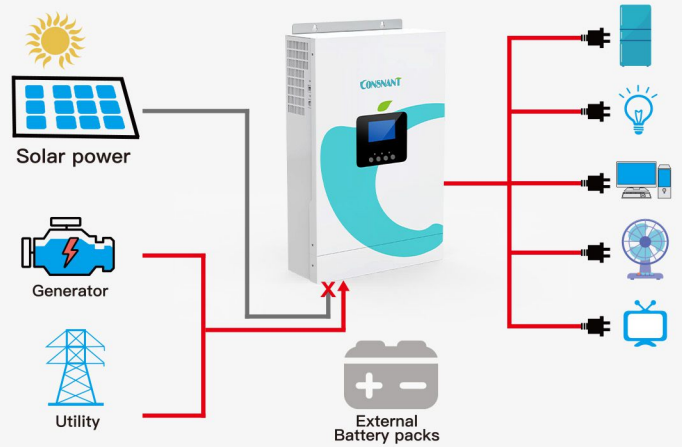 CONSNANT
Solar power
Generator
Utility
X
External
Battery packs